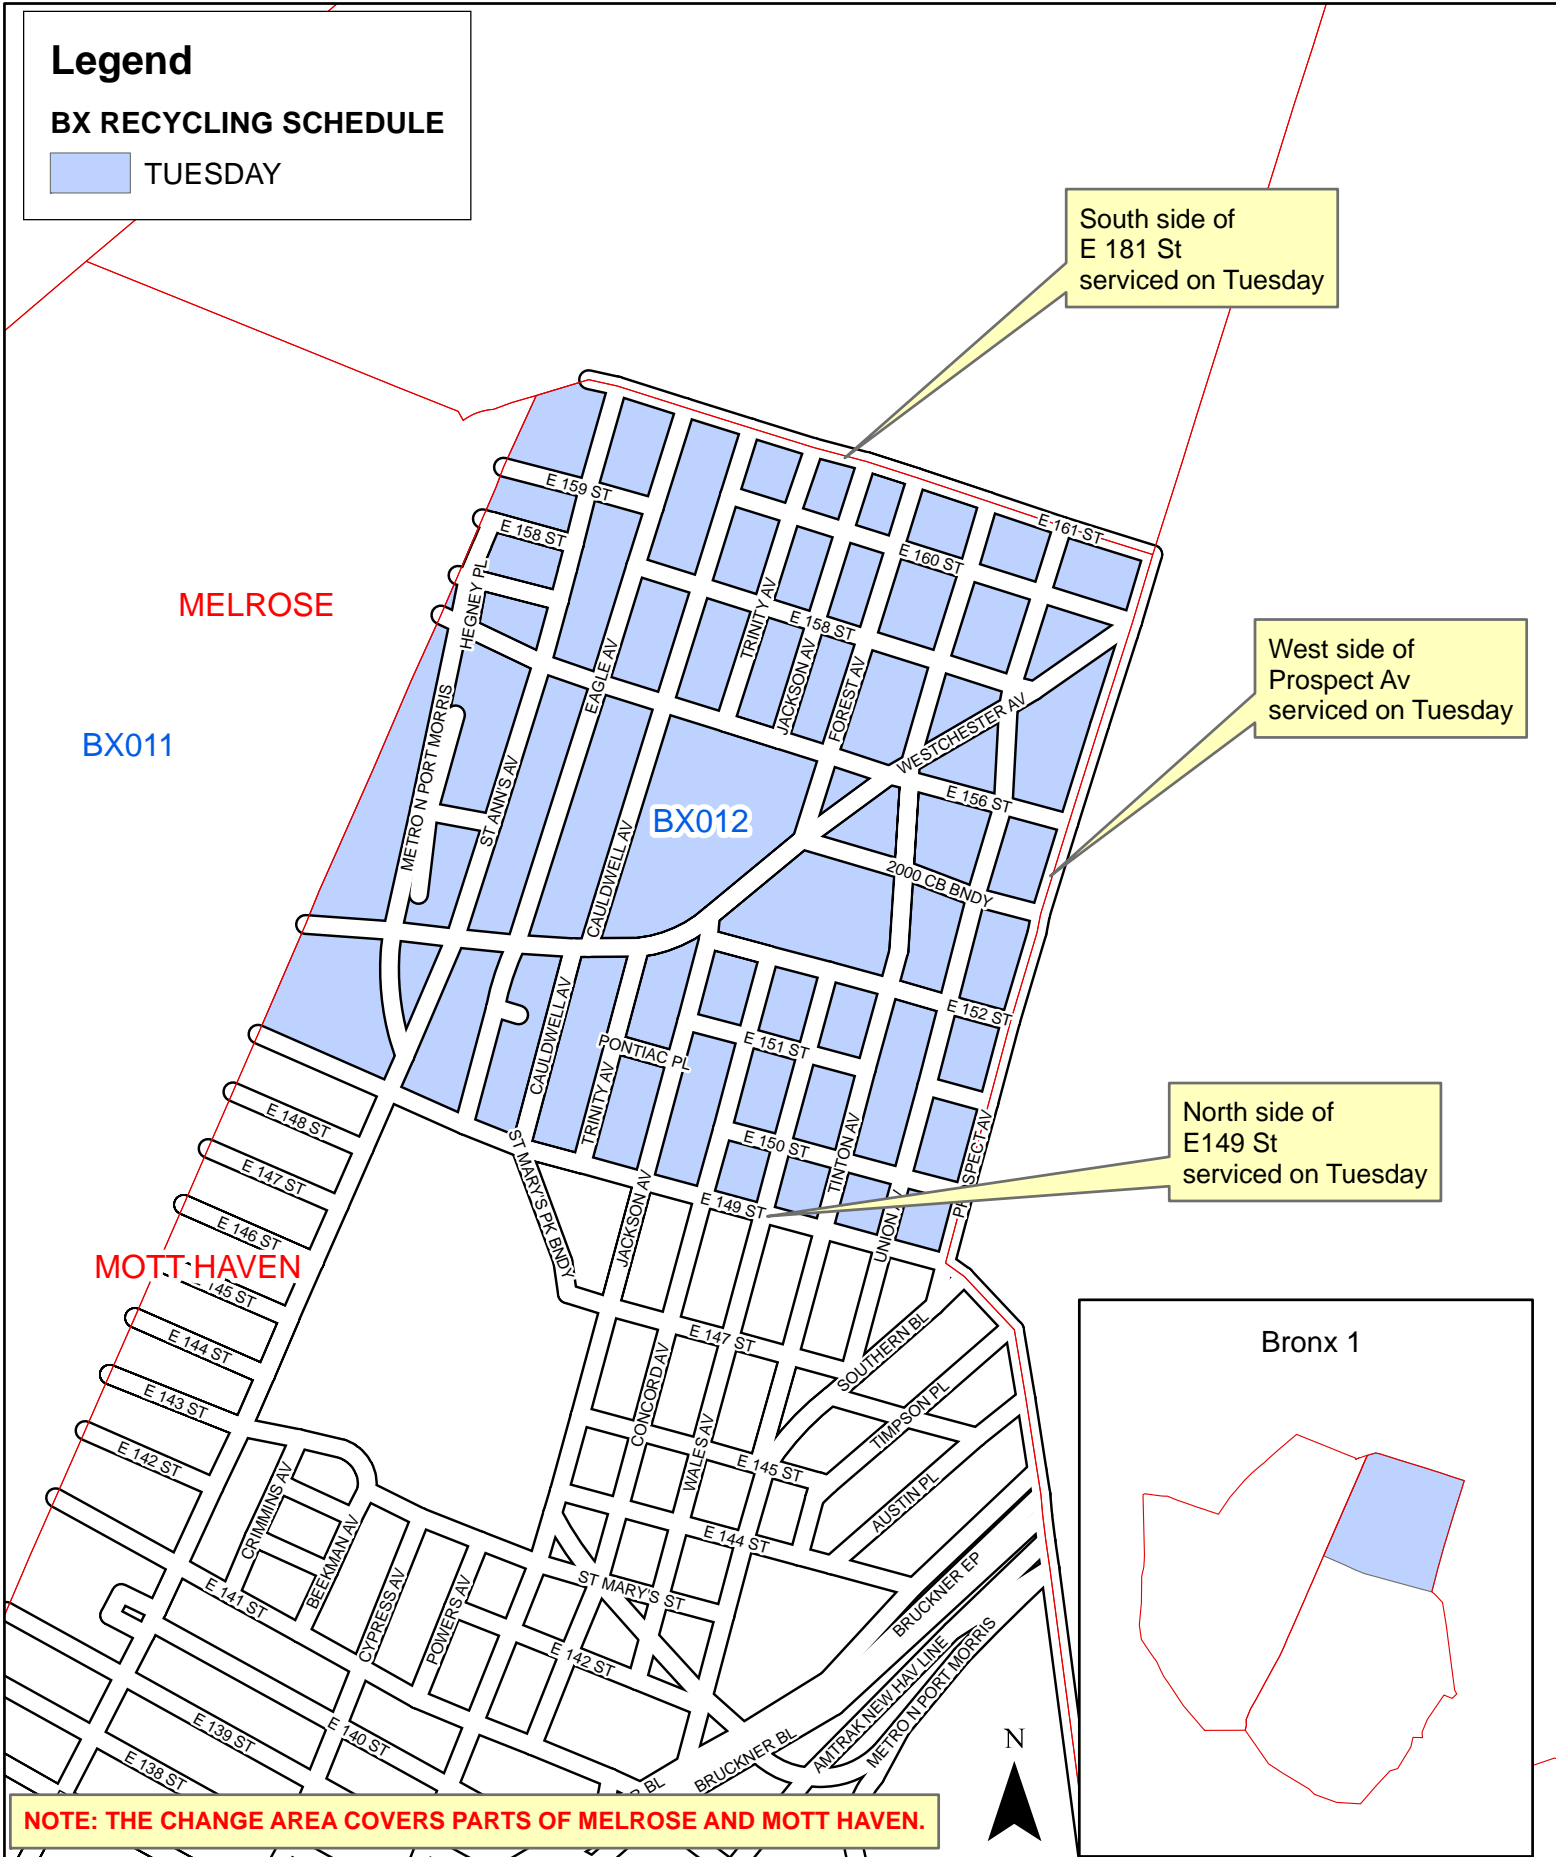 Legend
BX RECYCLING SCHEDULE
TUESDAY
South side of
E 181 St
serviced on Tuesday
E 159 ST
E 161 ST
E 158 ST
E 160 ST
HEGNEY PL
MELROSE
TRINITY AV
E 158 ST
West side of
Prospect Av
serviced on Tuesday
EAGLE AV
JACKSON AV
FOREST AV
METRO N PORT MORRIS
WESTCHESTER AV
BX011
ST ANN'S AV
E 156 ST
BX012
CAULDWELL AV
2000 CB BNDY
E 152 ST
CAULDWELL AV
PONTIAC PL
E 151 ST
TRINITY AV
North side of
E149 St
serviced on Tuesday
E 148 ST
E 150 ST
TINTON AV
PROSPECT AV
ST MARY'S PK BNDY
E 147 ST
JACKSON AV
E 149 ST
UNION AV
E 146 ST
MOTT HAVEN
E 145 ST
E 144 ST
E 147 ST
SOUTHERN BL
Bronx 1
E 143 ST
CONCORD AV
TIMPSON PL
E 142 ST
WALES AV
E 145 ST
CRIMMINS AV
AUSTIN PL
BEEKMAN AV
E 144 ST
E 141 ST
CYPRESS AV
POWERS AV
ST MARY'S ST
BRUCKNER EP
E 142 ST
AMTRAK NEW HAV LINE
METRO N PORT MORRIS
E 139 ST
E 140 ST
E 138 ST
BRUCKNER BL
BL
N
NOTE: THE CHANGE AREA COVERS PARTS OF MELROSE AND MOTT HAVEN.